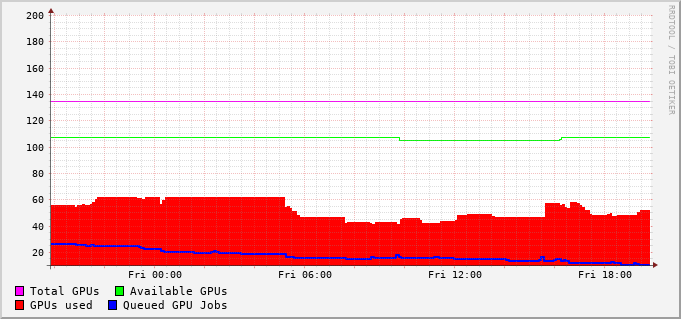 200
180
160
140
120
100
80
60
40
20
Fri 00:00 Fri 06:00 Fri 12:00 Fri 18:00
Total GPUs Available GPUs
GPUs used Queued GPU Jobs
RRDTOOL / TOBI OETIKER